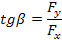 tgβ = F_y / F_x